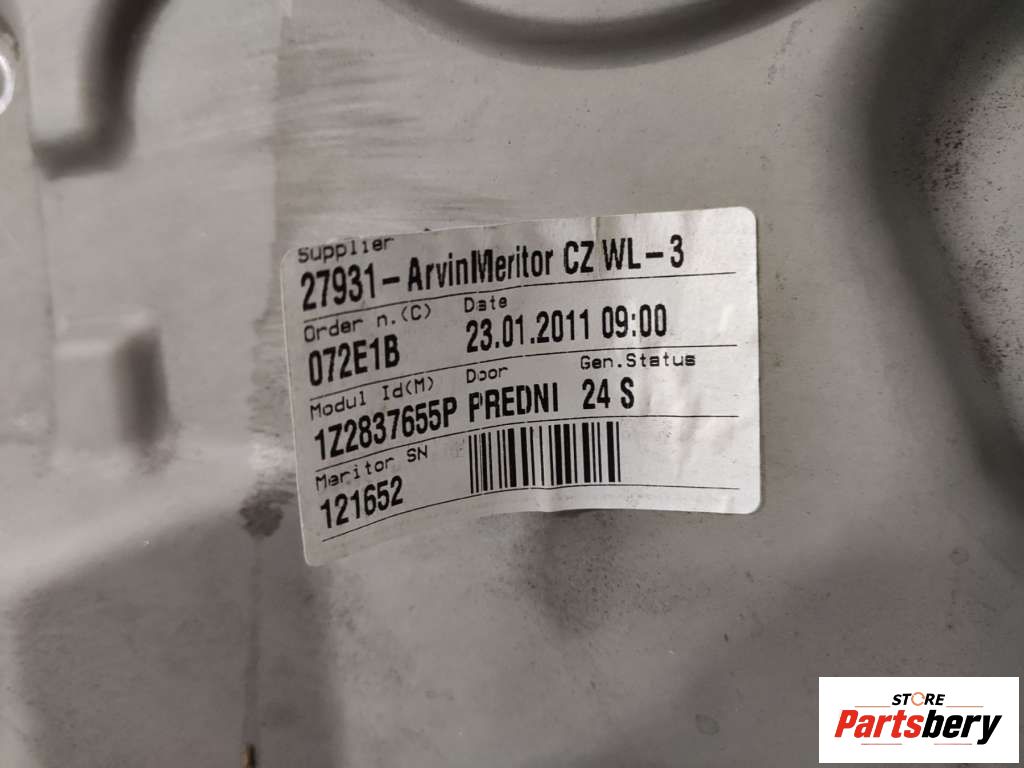 Supplier
27931-ArvinMeritor CZ WL-3
Order n.(C) Date
072E1B 23.01.2011 09:00
Modul Id(M) Door Gen.Status
1Z2837655P PREDNI 24 S
Meritor SN
121652
STORE
Partsbery